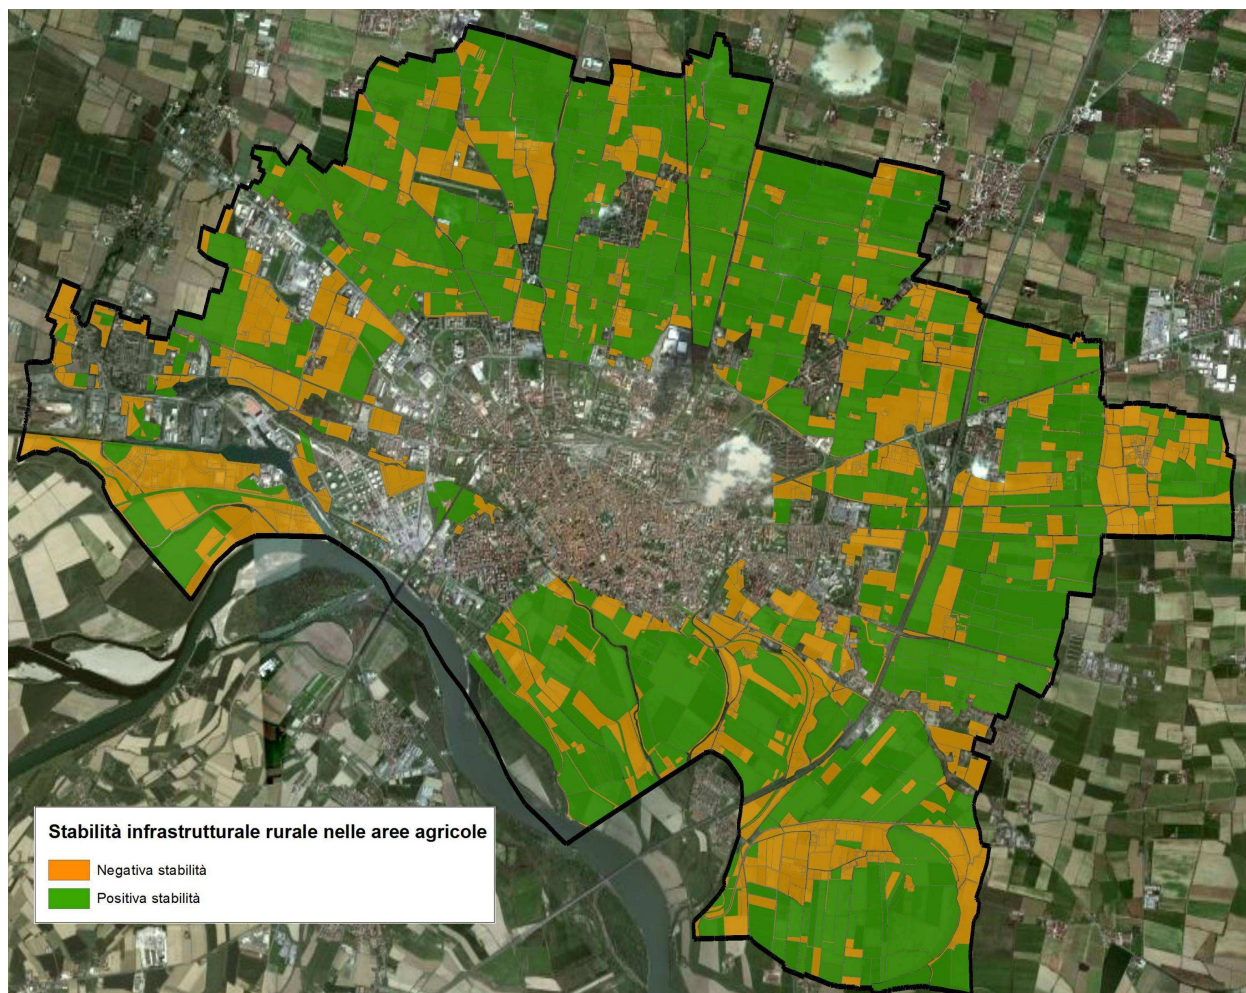 Stabilità infrastrutturale rurale nelle aree agricole
Negativa stabilità
Positiva stabilità